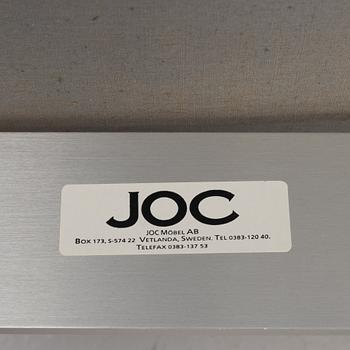 JOC
JOC MÖBEL AB
BOX 173, S-574 22 VETLANDA, SWEDEN. TEL 0383-120 40.
TELEFAX 0383-137 53